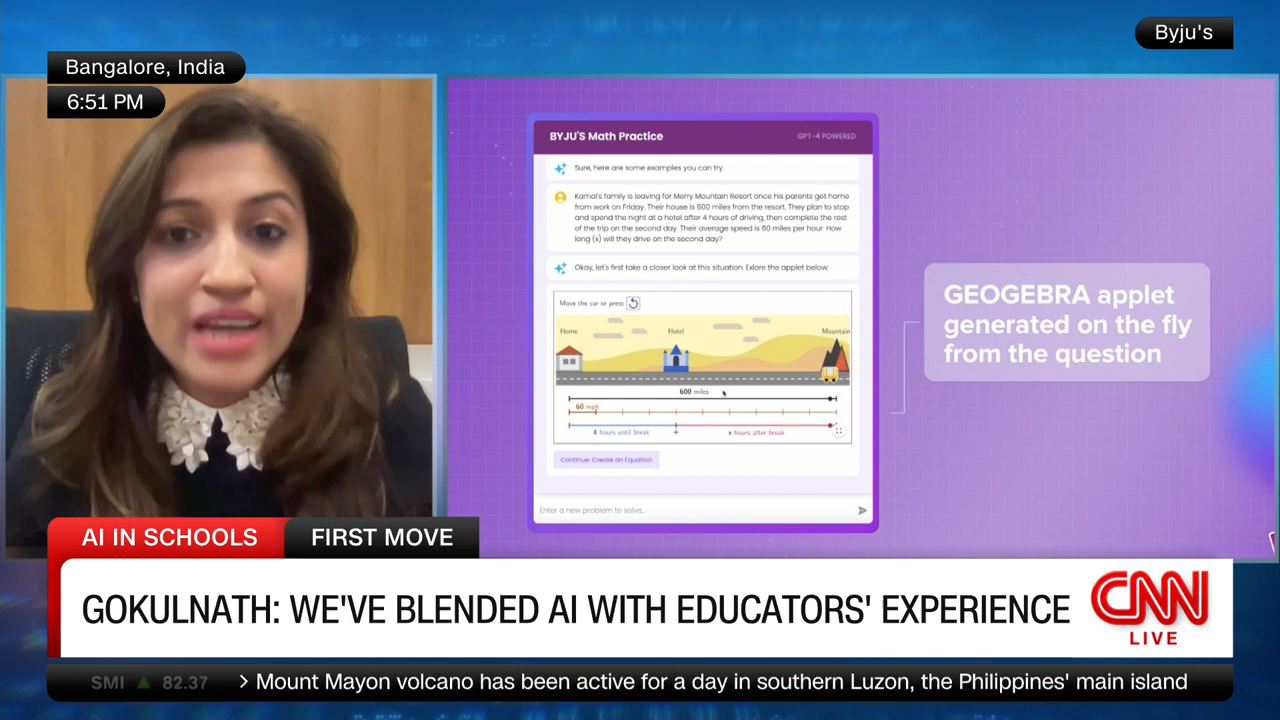 Byju's
Bangalore, India
6:51 PM
BYJU'S Math Practice
GPT-4 POWERED
Sure, here are some examples you can try.
Kamal's family is leaving for Merry Mountain Resort once his parents get home
from work on Friday. Their house is 600 miles from the resort. They plan to stop
and spend the night at a hotel after 4 hours of driving, then complete the rest
of the trip on the second day. Their average speed is 60 miles per hour. How
long (x) will they drive on the second day?
Okay, let's first take a closer look at this situation. Exlore the applet below.
Move the car or press
Home
Hotel
Mountain
600 miles
60 mph
4 hours until break
x hours after break
Continue: Create an Equation
Enter a new problem to solve...
GEOGEBRA applet
generated on the fly
from the question
AI IN SCHOOLS
FIRST MOVE
GOKULNATH: WE'VE BLENDED AI WITH EDUCATORS' EXPERIENCE
CNN
LIVE
SMI ▲ 82.37
> Mount Mayon volcano has been active for a day in southern Luzon, the Philippines' main island